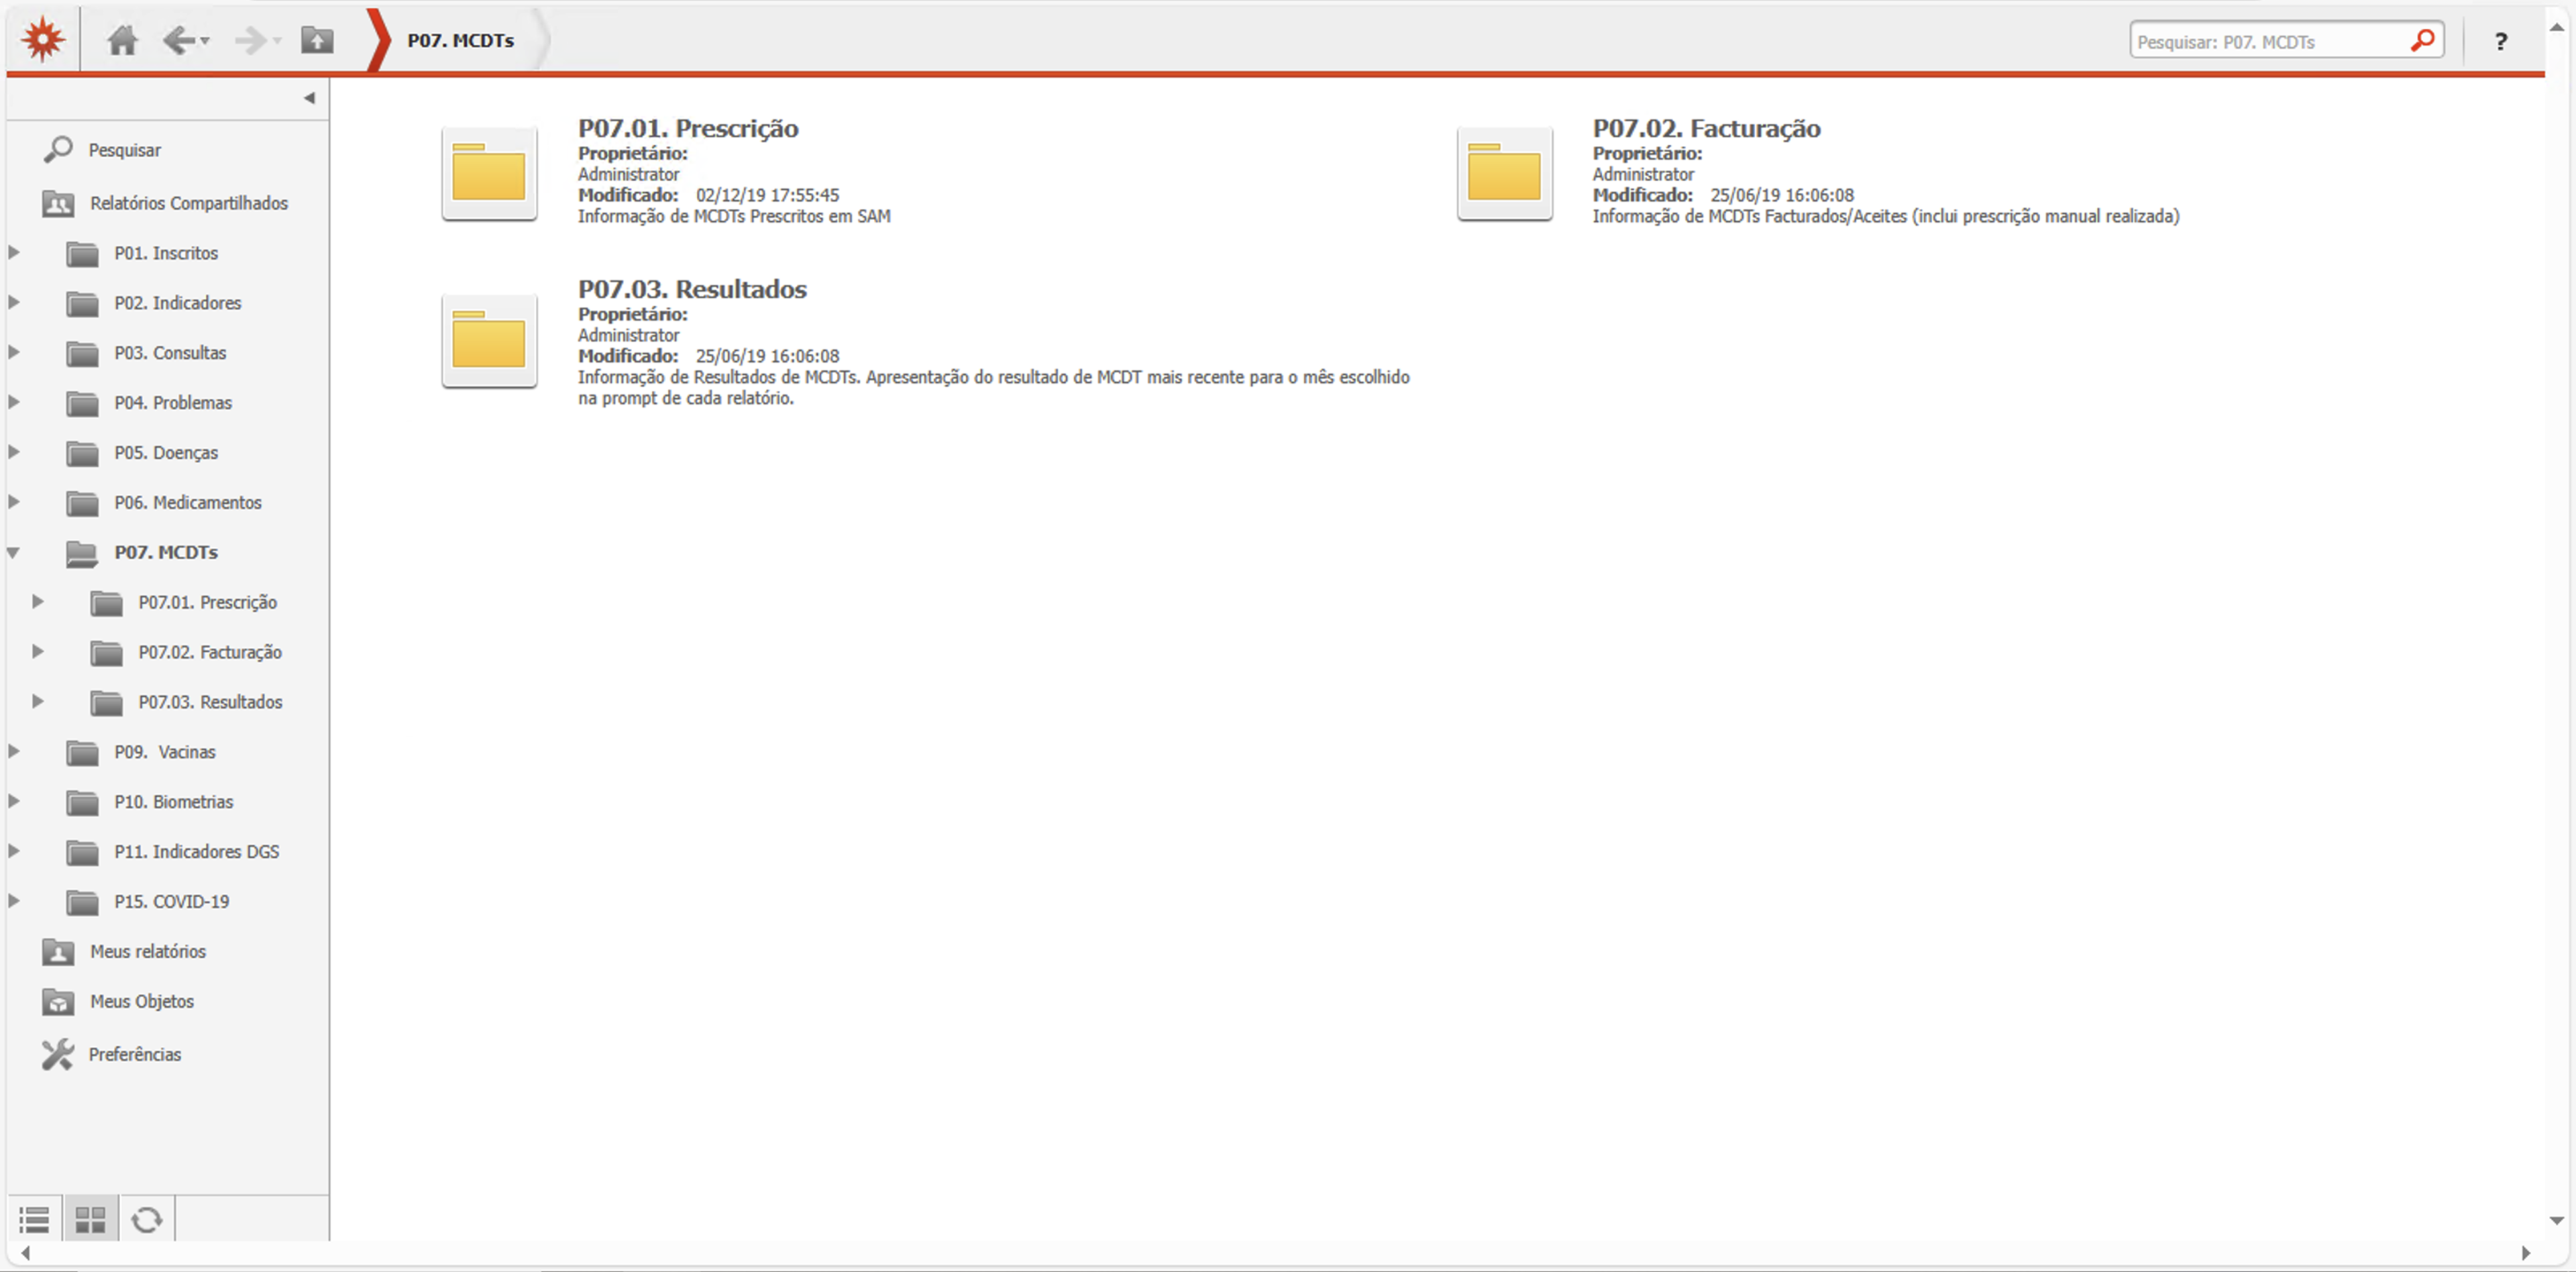 P07. MCDTs
Pesquisar: P07. MCDTs
?
Pesquisar
Relatórios Compartilhados
P01. Inscritos
P02. Indicadores
P03. Consultas
P04. Problemas
P05. Doenças
P06. Medicamentos
P07. MCDTs
P07.01. Prescrição
P07.02. Facturação
P07.03. Resultados
P09.  Vacinas
P10. Biometrias
P11. Indicadores DGS
P15. COVID-19
Meus relatórios
Meus Objetos
Preferências
P07.01. Prescrição
Proprietário:
Administrator
Modificado: 02/12/19 17:55:45
Informação de MCDTs Prescritos em SAM
P07.02. Facturação
Proprietário:
Administrator
Modificado: 25/06/19 16:06:08
Informação de MCDTs Facturados/Aceites (inclui prescrição manual realizada)
P07.03. Resultados
Proprietário:
Administrator
Modificado: 25/06/19 16:06:08
Informação de Resultados de MCDTs. Apresentação do resultado de MCDT mais recente para o mês escolhido
na prompt de cada relatório.